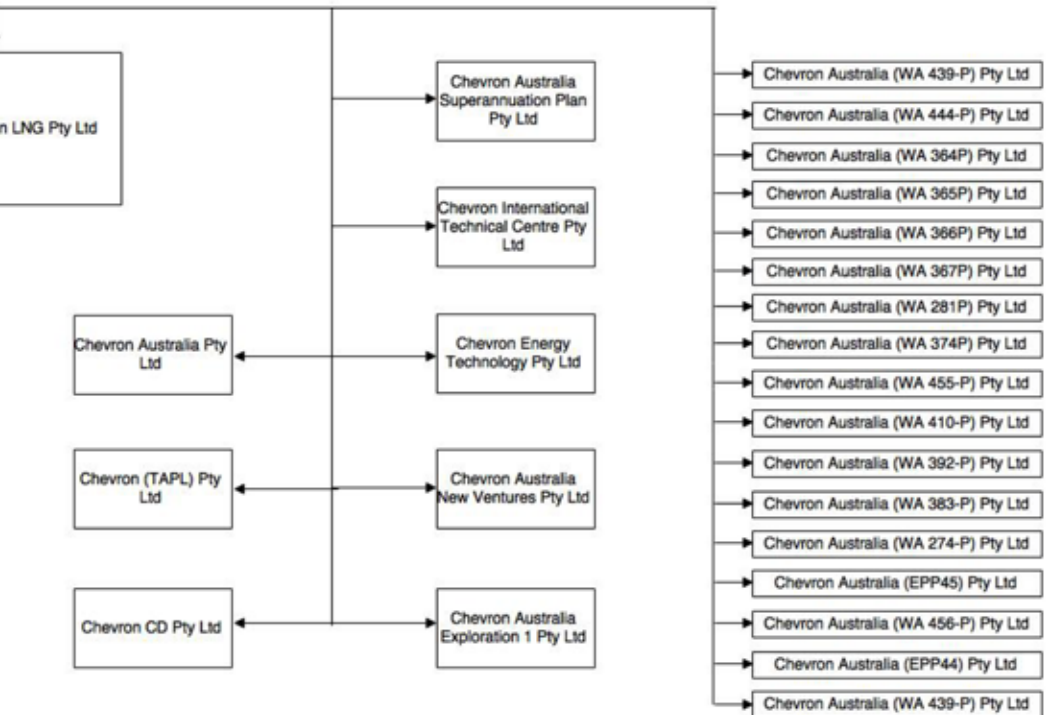 n LNG Pty Ltd
Chevron Australia Pty
Ltd
Chevron (TAPL) Pty
Ltd
Chevron CD Pty Ltd
Chevron Australia
Superannuation Plan
Pty Ltd
Chevron International
Technical Centre Pty
Ltd
Chevron Energy
Technology Pty Ltd
Chevron Australia
New Ventures Pty Ltd
Chevron Australia
Exploration 1 Pty Ltd
Chevron Australia (WA 439-P) Pty Ltd
Chevron Australia (WA 444-P) Pty Ltd
Chevron Australia (WA 364P) Pty Ltd
Chevron Australia (WA 365P) Pty Ltd
Chevron Australia (WA 366P) Pty Ltd
Chevron Australia (WA 367P) Pty Ltd
Chevron Australia (WA 281P) Pty Ltd
Chevron Australia (WA 374P) Pty Ltd
Chevron Australia (WA 455-P) Pty Ltd
Chevron Australia (WA 410-P) Pty Ltd
Chevron Australia (WA 392-P) Pty Ltd
Chevron Australia (WA 383-P) Pty Ltd
Chevron Australia (WA 274-P) Pty Ltd
Chevron Australia (EPP45) Pty Ltd
Chevron Australia (WA 456-P) Pty Ltd
Chevron Australia (EPP44) Pty Ltd
Chevron Australia (WA 439-P) Pty Ltd